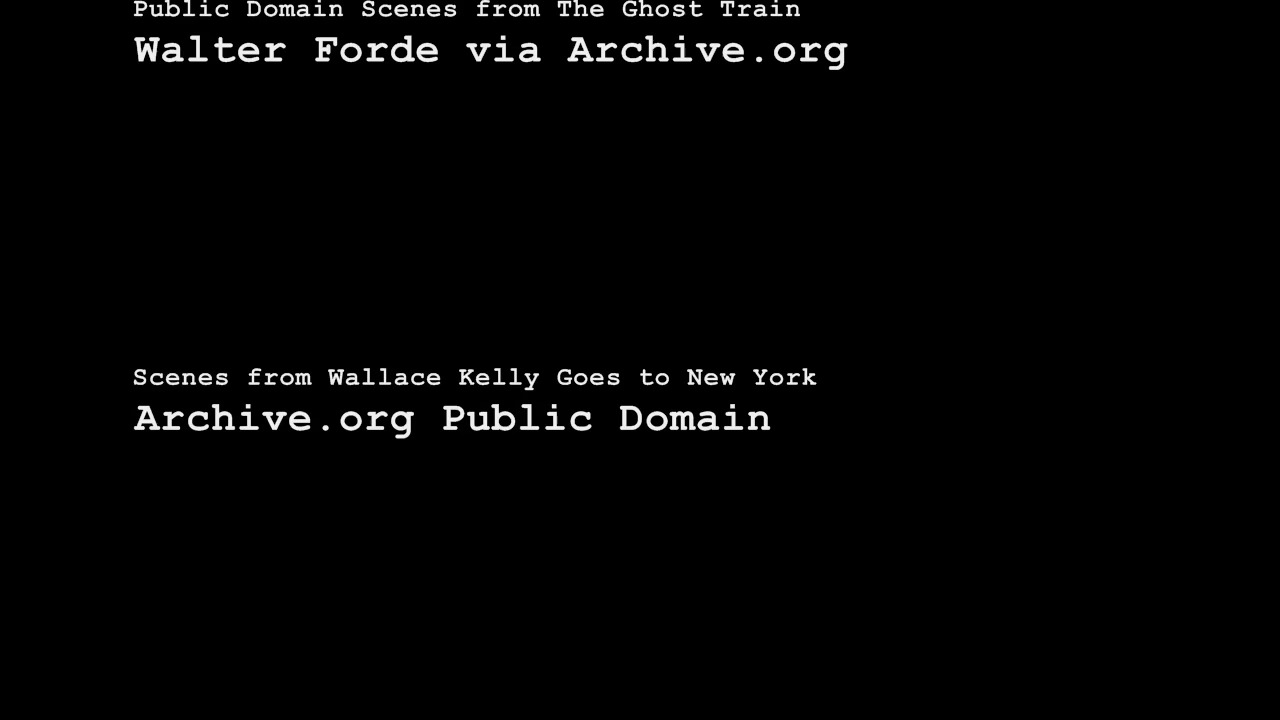 Public Domain Scenes from The Ghost Train
Walter Forde via Archive.org
Scenes from Wallace Kelly Goes to New York
Archive.org Public Domain